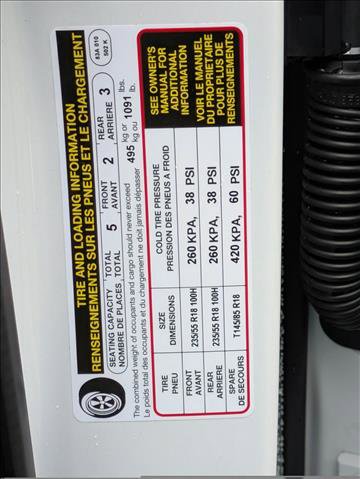 TIRE AND LOADING INFORMATION
RENSEIGNEMENTS SUR LES PNEUS ET LE CHARGEMENT
83A 010
502 K
SEATING CAPACITY TOTAL 5 FRONT 2 REAR 3
NOMBRE DE PLACES TOTAL AVANT ARRIERE
The combined weight of occupants and cargo should never exceed 495 kg or 1091 lbs.
Le poids total des occupants et du chargement ne doit jamais dépasser kg ou lb.
TIRE SIZE COLD TIRE PRESSURE
PNEU DIMENSIONS PRESSION DES PNEUS A FROID
SEE OWNER'S
MANUAL FOR
ADDITIONAL
INFORMATION
FRONT
AVANT 235/55 R18 100H 260 KPA, 38 PSI
REAR
ARRIERE 235/55 R18 100H 260 KPA, 38 PSI
SPARE
DE SECOURS T145/85 R18 420 KPA, 60 PSI
VOIR LE MANUEL
DU PROPRIETAIRE
POUR PLUS DE
RENSEIGNEMENTS